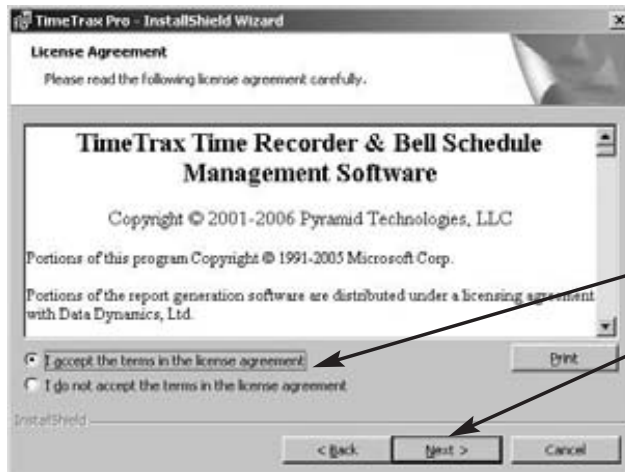 TimeTrax Pro - InstallShield Wizard
License Agreement
Please read the following license agreement carefully.
TimeTrax Time Recorder & Bell Schedule
Management Software
Copyright © 2001-2006 Pyramid Technologies, LLC
Portions of this program Copyright © 1991-2005 Microsoft Corp.
Portions of the report generation software are distributed under a licensing agreement
with Data Dynamics, Ltd.
I accept the terms in the license agreement
Print
I do not accept the terms in the license agreement
InstallShield
< Back
Next >
Cancel